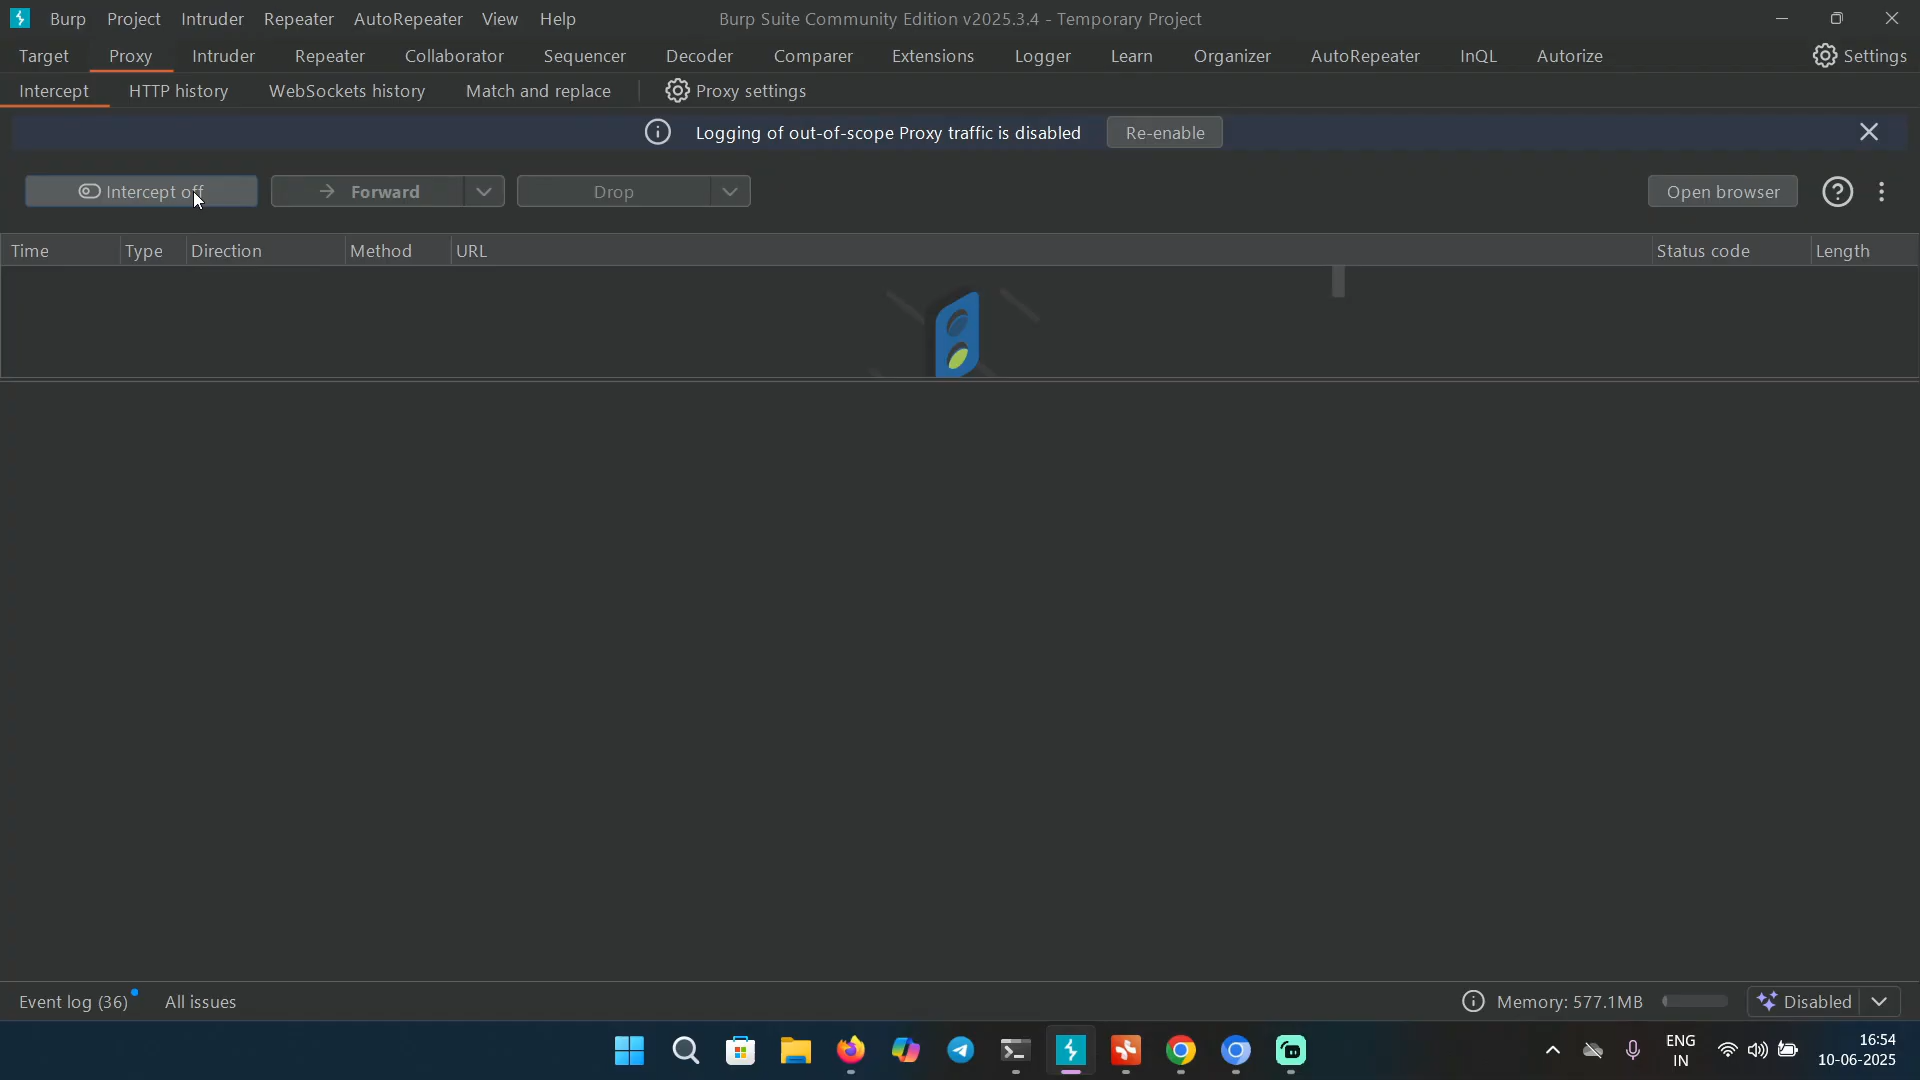 Burp Project Intruder Repeater AutoRepeater View Help Burp Suite Community Edition v2025.3.4 - Temporary Project
Target Proxy Intruder Repeater Collaborator Sequencer Decoder Comparer Extensions Logger Learn Organizer AutoRepeater InQL Autorize Settings
Intercept HTTP history WebSockets history Match and replace Proxy settings
Logging of out-of-scope Proxy traffic is disabled Re-enable
Intercept off Forward Drop Open browser
Time Type Direction Method URL Status code Length
Event log (36) All issues Memory: 577.1MB Disabled
ENG 16:54
IN 10-06-2025